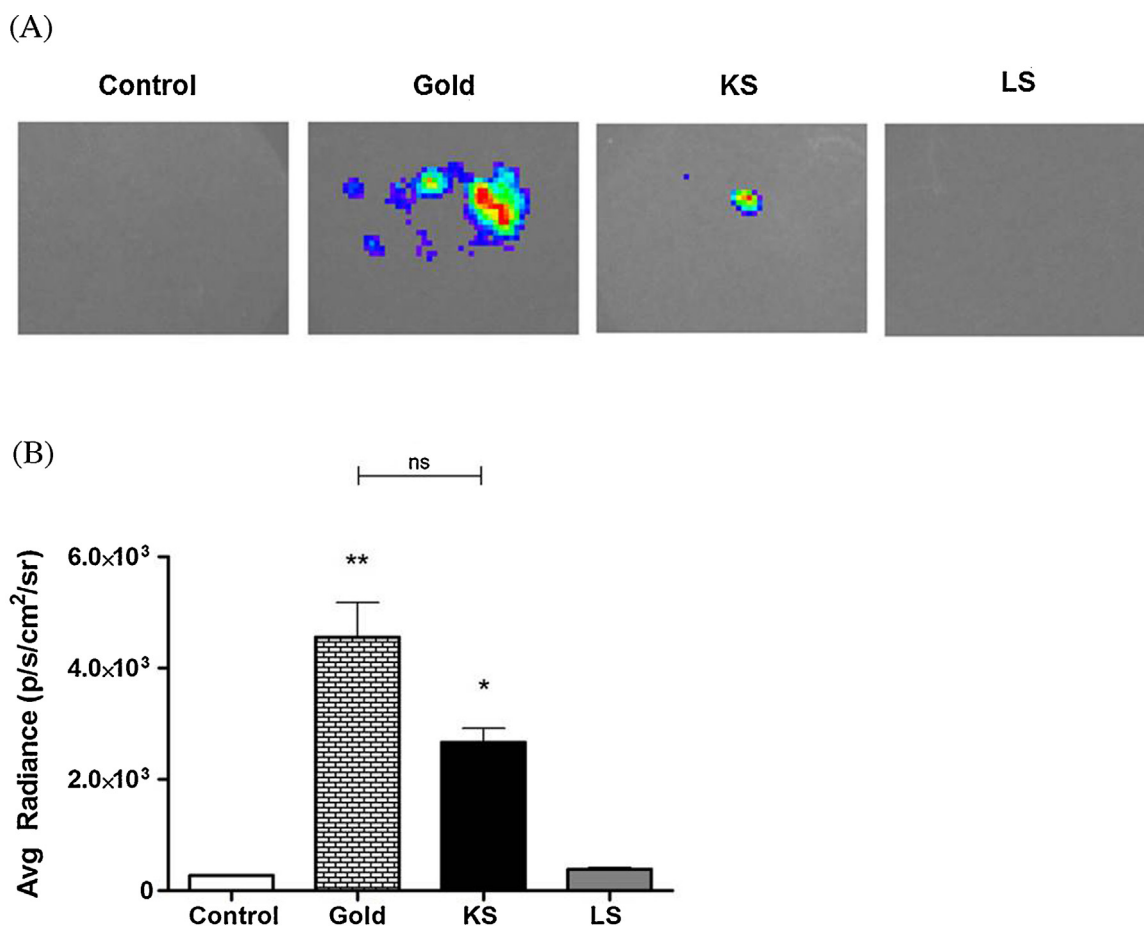 (A)
Control Gold KS LS
(B)
ns
6.0×10³
**
4.0×10³
*
2.0×10³
0
Avg Radiance (p/s/cm²/sr)
Control Gold KS LS